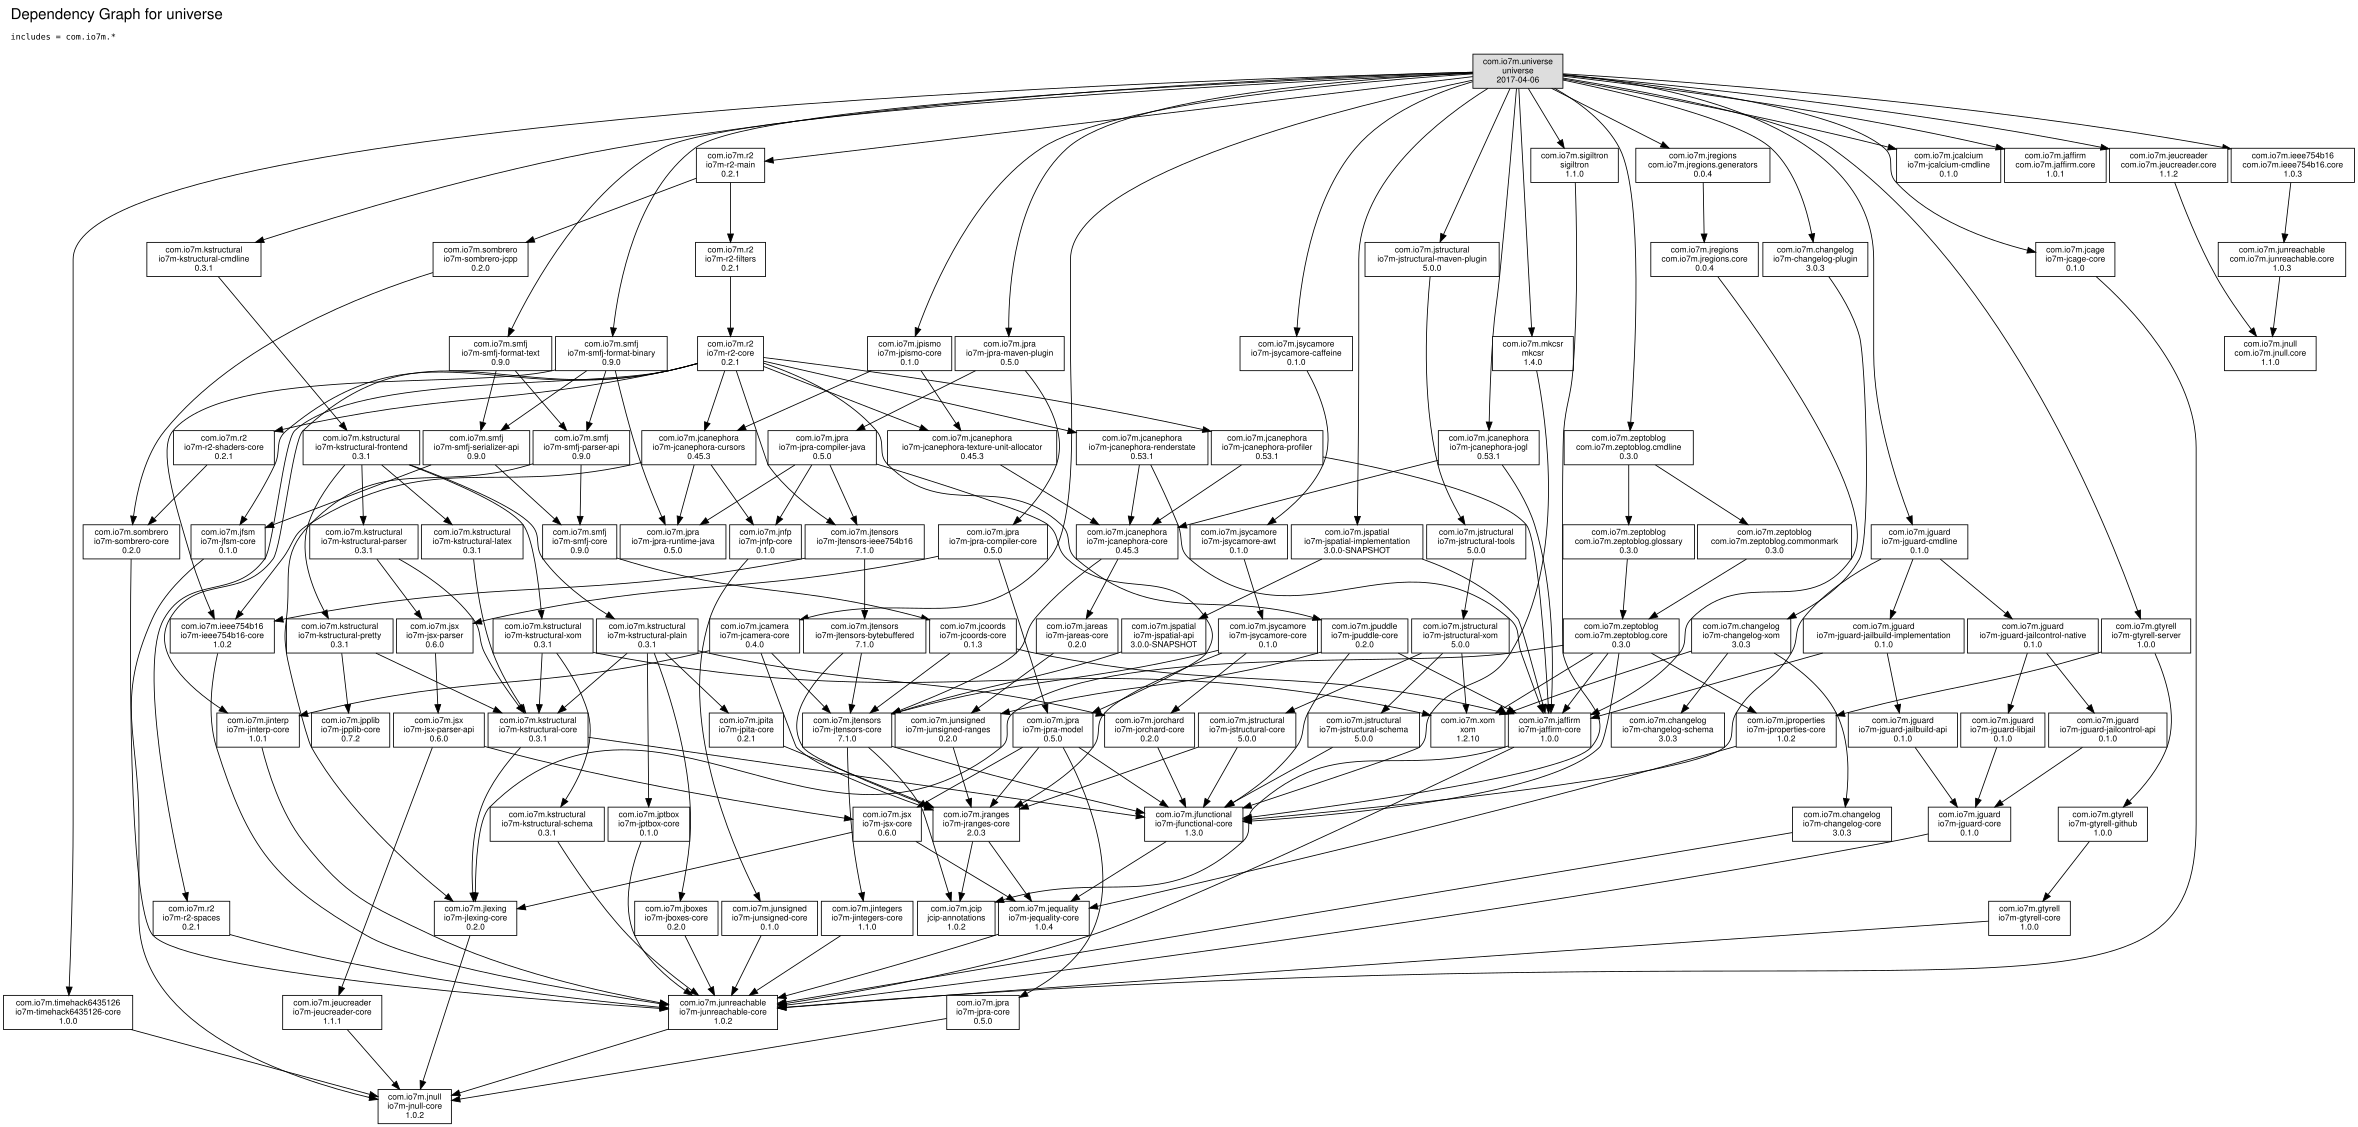 Dependency Graph for universe
includes = com.io7m.*
com.io7m.universe
universe
2017-04-06
com.io7m.r2
io7m-r2-main
0.2.1
com.io7m.sigiltron
sigiltron
1.1.0
com.io7m.jregions
com.io7m.jregions.generators
0.0.4
com.io7m.jcalcium
io7m-jcalcium-cmdline
0.1.0
com.io7m.jaffirm
com.io7m.jaffirm.core
1.0.1
com.io7m.jeucreader
com.io7m.jeucreader.core
1.1.2
com.io7m.ieee754b16
com.io7m.ieee754b16.core
1.0.3
com.io7m.kstructural
io7m-kstructural-cmdline
0.3.1
com.io7m.sombrero
io7m-sombrero-jcpp
0.2.0
com.io7m.r2
io7m-r2-filters
0.2.1
com.io7m.jstructural
io7m-jstructural-maven-plugin
5.0.0
com.io7m.jregions
com.io7m.jregions.core
0.0.4
com.io7m.changelog
io7m-changelog-plugin
3.0.3
com.io7m.jcage
io7m-jcage-core
0.1.0
com.io7m.junreachable
com.io7m.junreachable.core
1.0.3
com.io7m.smfj
io7m-smfj-format-text
0.9.0
com.io7m.smfj
io7m-smfj-format-binary
0.9.0
com.io7m.r2
io7m-r2-core
0.2.1
com.io7m.jpismo
io7m-jpismo-core
0.1.0
com.io7m.jpra
io7m-jpra-maven-plugin
0.5.0
com.io7m.jsycamore
io7m-jsycamore-caffeine
0.1.0
com.io7m.mkcsr
mkcsr
1.4.0
com.io7m.jnull
com.io7m.jnull.core
1.1.0
com.io7m.r2
io7m-r2-shaders-core
0.2.1
com.io7m.kstructural
io7m-kstructural-frontend
0.3.1
com.io7m.smfj
io7m-smfj-serializer-api
0.9.0
com.io7m.smfj
io7m-smfj-parser-api
0.9.0
com.io7m.jcanephora
io7m-jcanephora-cursors
0.45.3
com.io7m.jpra
io7m-jpra-compiler-java
0.5.0
com.io7m.jcanephora
io7m-jcanephora-texture-unit-allocator
0.45.3
com.io7m.jcanephora
io7m-jcanephora-renderstate
0.53.1
com.io7m.jcanephora
io7m-jcanephora-profiler
0.53.1
com.io7m.jcanephora
io7m-jcanephora-jogl
0.53.1
com.io7m.zeptoblog
com.io7m.zeptoblog.cmdline
0.3.0
com.io7m.sombrero
io7m-sombrero-core
0.2.0
com.io7m.jfsm
io7m-jfsm-core
0.1.0
com.io7m.kstructural
io7m-kstructural-parser
0.3.1
com.io7m.kstructural
io7m-kstructural-latex
0.3.1
com.io7m.smfj
io7m-smfj-core
0.9.0
com.io7m.jpra
io7m-jpra-runtime-java
0.5.0
com.io7m.jnfp
io7m-jnfp-core
0.1.0
com.io7m.jtensors
io7m-jtensors-ieee754b16
7.1.0
com.io7m.jpra
io7m-jpra-compiler-core
0.5.0
com.io7m.jcanephora
io7m-jcanephora-core
0.45.3
com.io7m.jsycamore
io7m-jsycamore-awt
0.1.0
com.io7m.jspatial
io7m-jspatial-implementation
3.0.0-SNAPSHOT
com.io7m.jstructural
io7m-jstructural-tools
5.0.0
com.io7m.zeptoblog
com.io7m.zeptoblog.glossary
0.3.0
com.io7m.zeptoblog
com.io7m.zeptoblog.commonmark
0.3.0
com.io7m.jguard
io7m-jguard-cmdline
0.1.0
com.io7m.ieee754b16
io7m-ieee754b16-core
1.0.2
com.io7m.kstructural
io7m-kstructural-pretty
0.3.1
com.io7m.jsx
io7m-jsx-parser
0.6.0
com.io7m.kstructural
io7m-kstructural-xom
0.3.1
com.io7m.kstructural
io7m-kstructural-plain
0.3.1
com.io7m.jcamera
io7m-jcamera-core
0.4.0
com.io7m.jtensors
io7m-jtensors-bytebuffered
7.1.0
com.io7m.jcoords
io7m-jcoords-core
0.1.3
com.io7m.jareas
io7m-jareas-core
0.2.0
com.io7m.jspatial
io7m-jspatial-api
3.0.0-SNAPSHOT
com.io7m.jsycamore
io7m-jsycamore-core
0.1.0
com.io7m.jpuddle
io7m-jpuddle-core
0.2.0
com.io7m.jstructural
io7m-jstructural-xom
5.0.0
com.io7m.zeptoblog
com.io7m.zeptoblog.core
0.3.0
com.io7m.changelog
io7m-changelog-xom
3.0.3
com.io7m.jguard
io7m-jguard-jailbuild-implementation
0.1.0
com.io7m.jguard
io7m-jguard-jailcontrol-native
0.1.0
com.io7m.gtyrell
io7m-gtyrell-server
1.0.0
com.io7m.jinterp
io7m-jinterp-core
1.0.1
com.io7m.jpplib
io7m-jpplib-core
0.7.2
com.io7m.jsx
io7m-jsx-parser-api
0.6.0
com.io7m.kstructural
io7m-kstructural-core
0.3.1
com.io7m.jpita
io7m-jpita-core
0.2.1
com.io7m.jtensors
io7m-jtensors-core
7.1.0
com.io7m.junsigned
io7m-junsigned-ranges
0.2.0
com.io7m.jpra
io7m-jpra-model
0.5.0
com.io7m.jorchard
io7m-jorchard-core
0.2.0
com.io7m.jstructural
io7m-jstructural-core
5.0.0
com.io7m.jstructural
io7m-jstructural-schema
5.0.0
com.io7m.xom
xom
1.2.10
com.io7m.jaffirm
io7m-jaffirm-core
1.0.0
com.io7m.changelog
io7m-changelog-schema
3.0.3
com.io7m.jproperties
io7m-jproperties-core
1.0.2
com.io7m.jguard
io7m-jguard-jailbuild-api
0.1.0
com.io7m.jguard
io7m-jguard-libjail
0.1.0
com.io7m.jguard
io7m-jguard-jailcontrol-api
0.1.0
com.io7m.kstructural
io7m-kstructural-schema
0.3.1
com.io7m.jptbox
io7m-jptbox-core
0.1.0
com.io7m.jsx
io7m-jsx-core
0.6.0
com.io7m.jranges
io7m-jranges-core
2.0.3
com.io7m.jfunctional
io7m-jfunctional-core
1.3.0
com.io7m.changelog
io7m-changelog-core
3.0.3
com.io7m.jguard
io7m-jguard-core
0.1.0
com.io7m.gtyrell
io7m-gtyrell-github
1.0.0
com.io7m.r2
io7m-r2-spaces
0.2.1
com.io7m.jlexing
io7m-jlexing-core
0.2.0
com.io7m.jboxes
io7m-jboxes-core
0.2.0
com.io7m.junsigned
io7m-junsigned-core
0.1.0
com.io7m.jintegers
io7m-jintegers-core
1.1.0
com.io7m.jcip
jcip-annotations
1.0.2
com.io7m.jequality
io7m-jequality-core
1.0.4
com.io7m.gtyrell
io7m-gtyrell-core
1.0.0
com.io7m.timehack6435126
io7m-timehack6435126-core
1.0.0
com.io7m.jeucreader
io7m-jeucreader-core
1.1.1
com.io7m.junreachable
io7m-junreachable-core
1.0.2
com.io7m.jpra
io7m-jpra-core
0.5.0
com.io7m.jnull
io7m-jnull-core
1.0.2